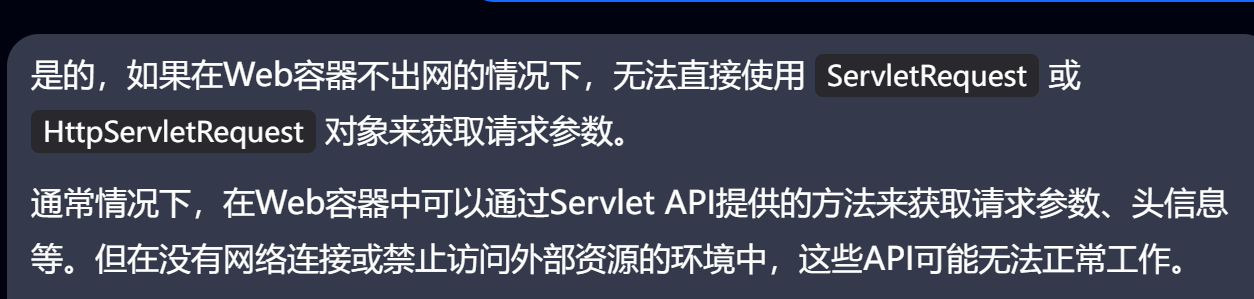 是的，如果在Web容器不出网的情况下，无法直接使用 ServletRequest 或
HttpServletRequest 对象来获取请求参数。
通常情况下，在Web容器中可以通过Servlet API提供的方法来获取请求参数、头信息
等。但在没有网络连接或禁止访问外部资源的环境中，这些API可能无法正常工作。